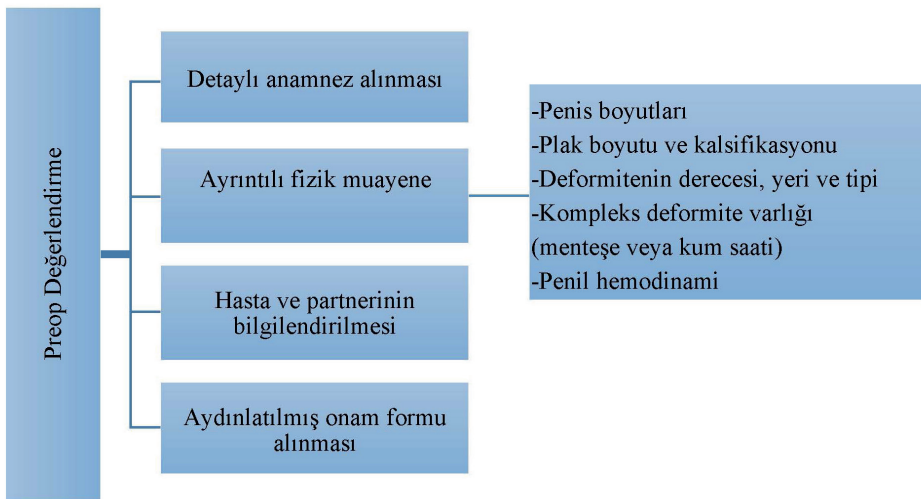 Preop Değerlendirme
Detaylı anamnez alınması
Ayrıntılı fizik muayene
-Penis boyutları
-Plak boyutu ve kalsifikasyonu
-Deformitenin derecesi, yeri ve tipi
-Kompleks deformite varlığı
(menteşe veya kum saati)
-Penil hemodinami
Hasta ve partnerinin
bilgilendirilmesi
Aydınlatılmış onam formu
alınması